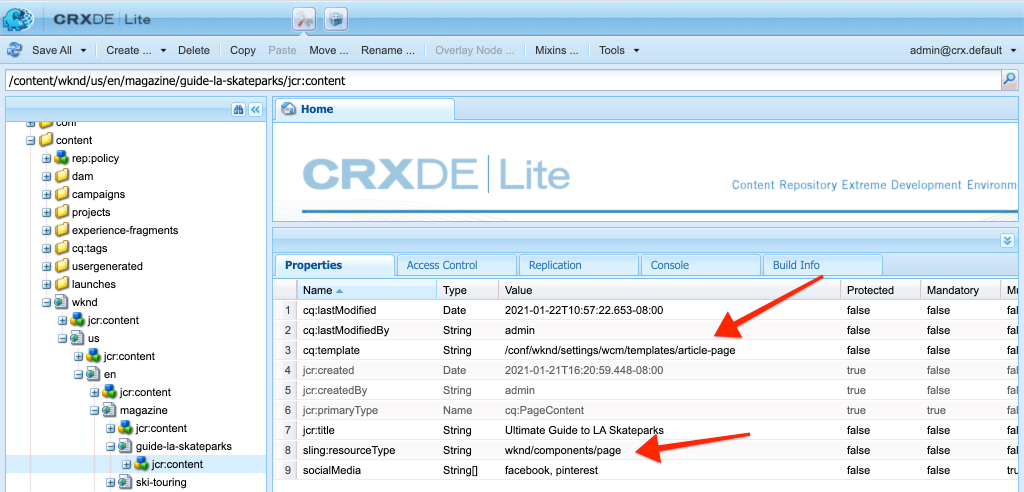 CRXDE | Lite
Save All Create ... Delete Copy Paste Move ... Rename ... Overlay Node ... Mixins ... Tools admin@crx.default
/content/wknd/us/en/magazine/guide-la-skateparks/jcr:content
conf
content
rep:policy
dam
campaigns
projects
experience-fragments
cq:tags
usergenerated
launches
wknd
jcr:content
us
jcr:content
en
jcr:content
magazine
jcr:content
guide-la-skateparks
jcr:content
ski-touring
Home
CRXDE | Lite
Content Repository Extreme Development Environm
Properties Access Control Replication Console Build Info
Name Type Value Protected Mandatory Mu
1 cq:lastModified Date 2021-01-22T10:57:22.653-08:00 false false fal
2 cq:lastModifiedBy String admin false false fal
3 cq:template String /conf/wknd/settings/wcm/templates/article-page false false fal
4 jcr:created Date 2021-01-21T16:20:59.448-08:00 true false fal
5 jcr:createdBy String admin true false fal
6 jcr:primaryType Name cq:PageContent true true fal
7 jcr:title String Ultimate Guide to LA Skateparks false false fal
8 sling:resourceType String wknd/components/page false false fal
9 socialMedia String[] facebook, pinterest false false tru